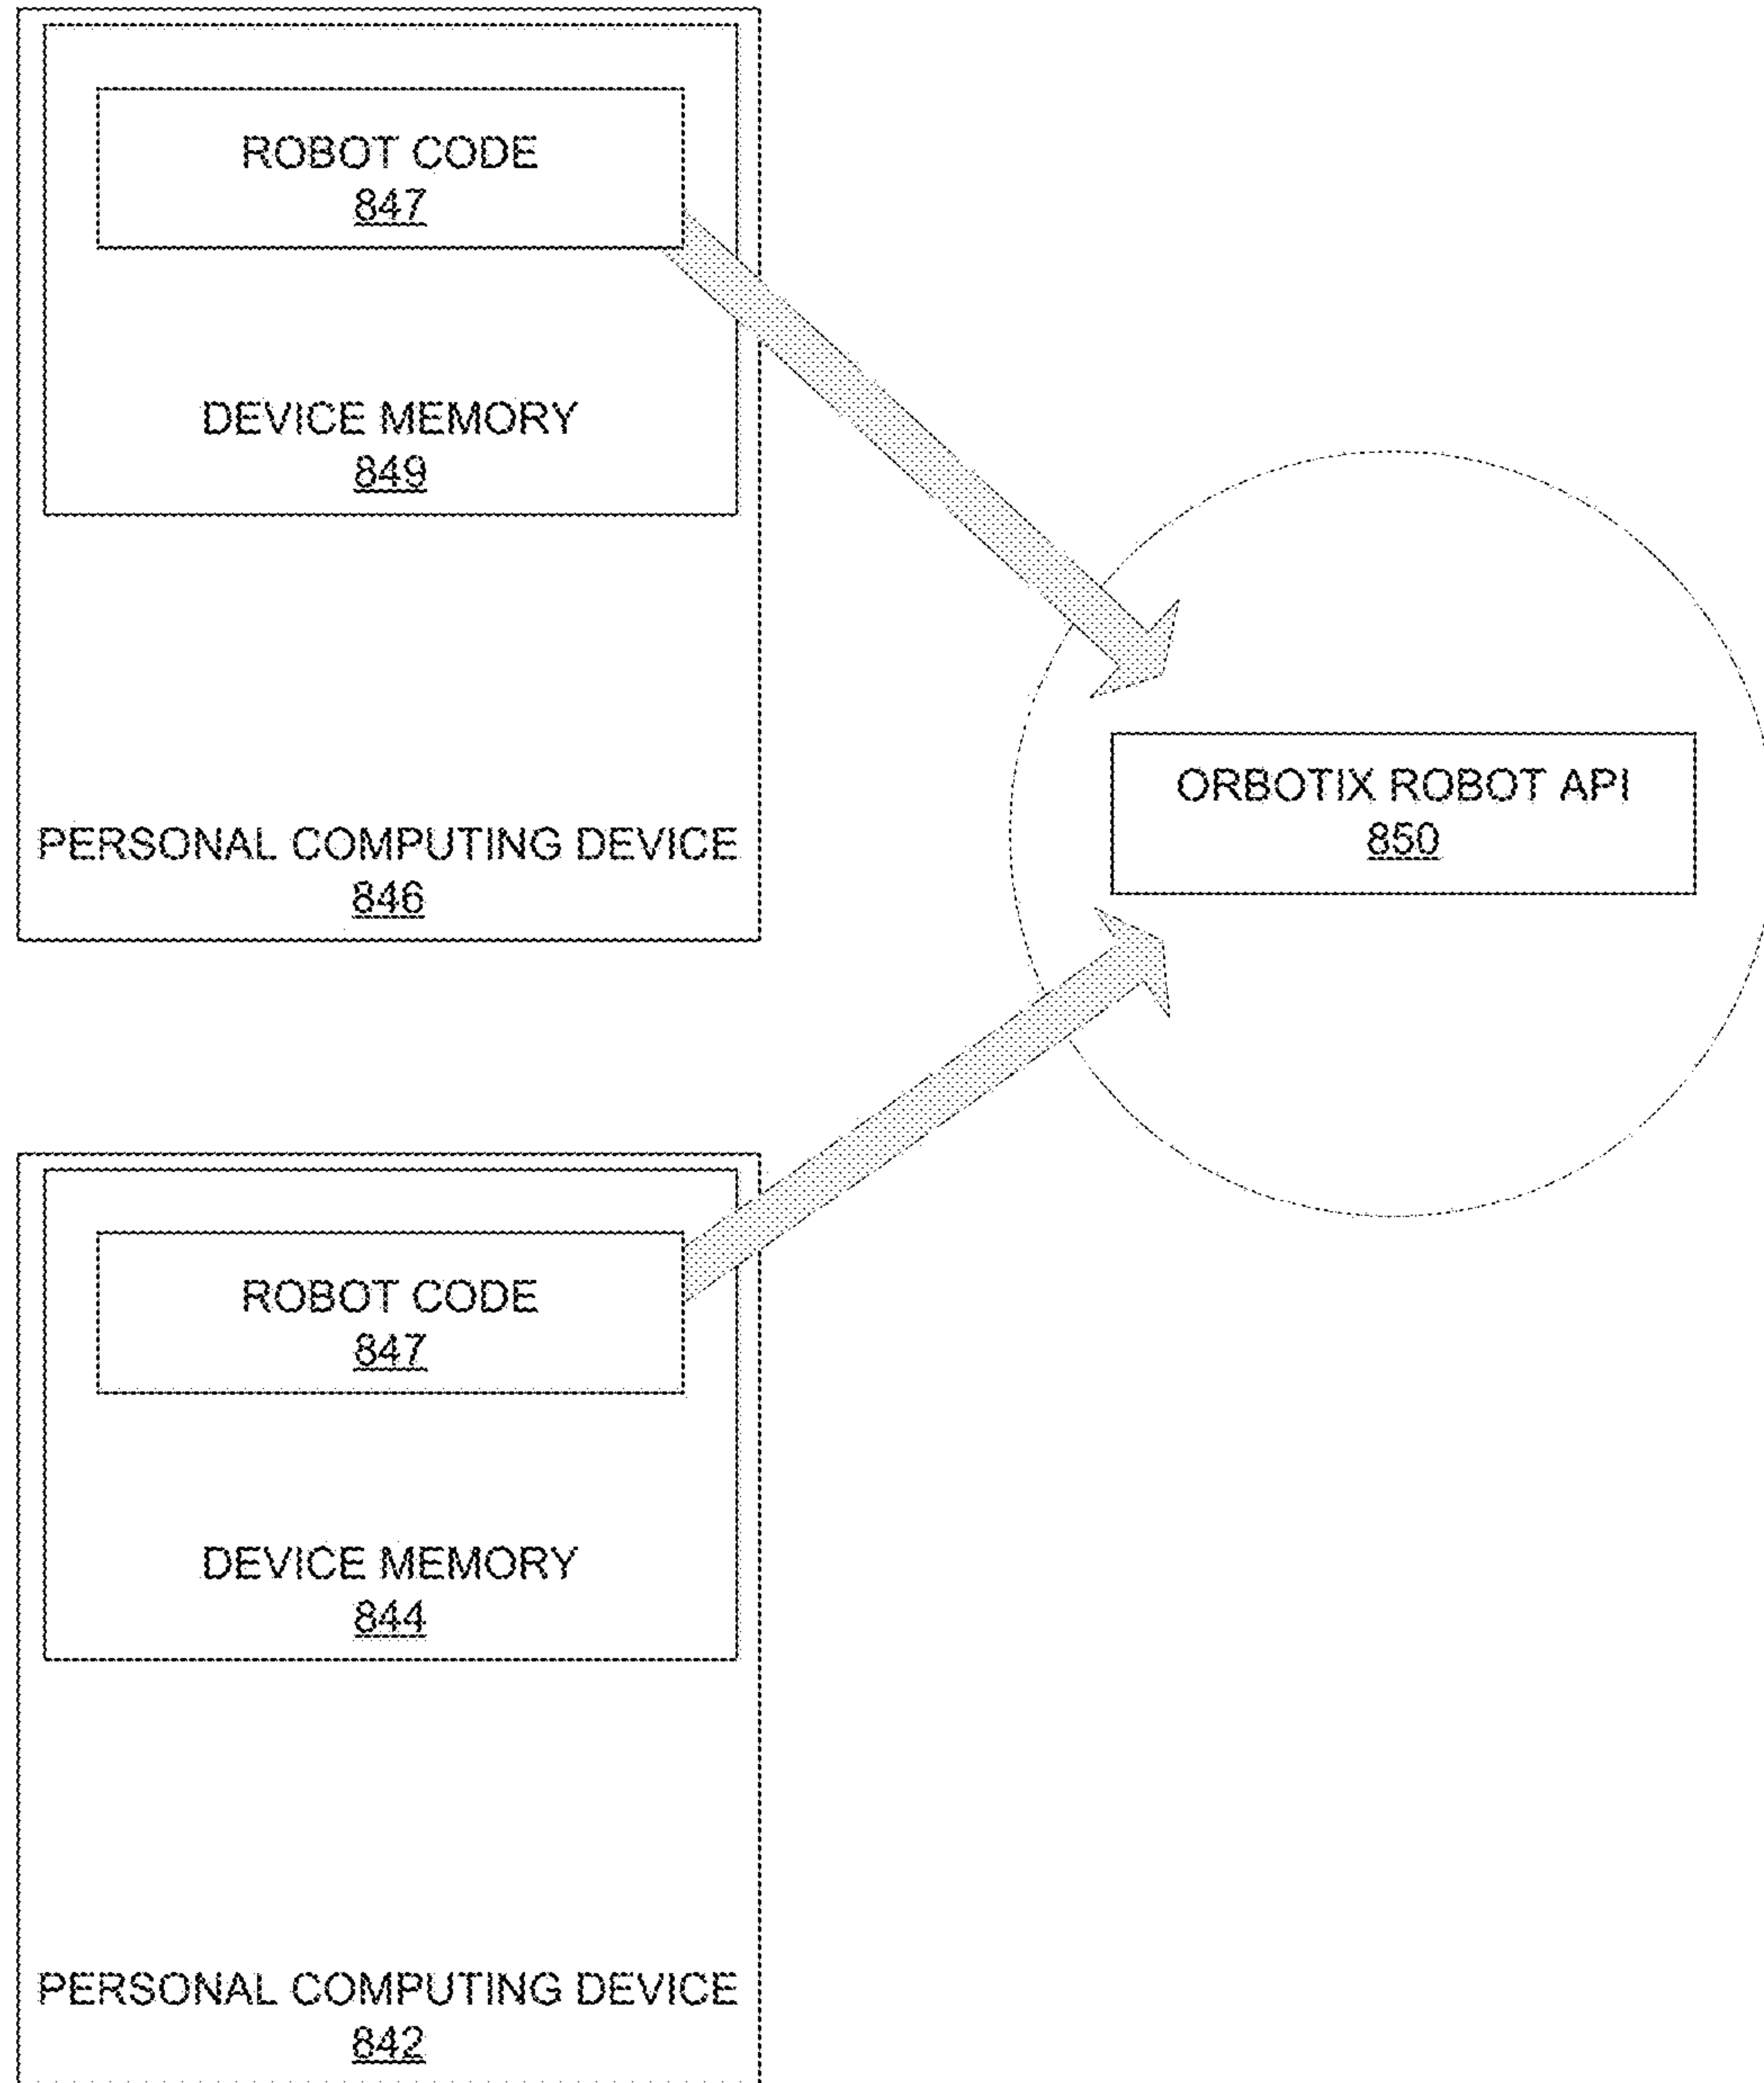 ROBOT CODE
847
DEVICE MEMORY
849
PERSONAL COMPUTING DEVICE
846
ORBOTIX ROBOT API
850
ROBOT CODE
847
DEVICE MEMORY
844
PERSONAL COMPUTING DEVICE
842